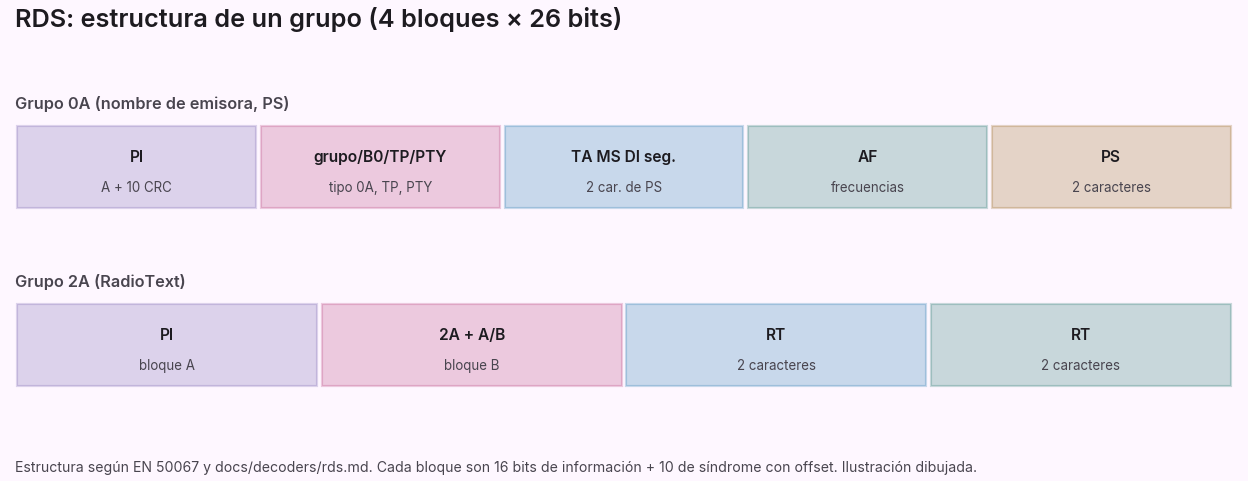 RDS: estructura de un grupo (4 bloques × 26 bits)
Grupo 0A (nombre de emisora, PS)
PI
A + 10 CRC
grupo/B0/TP/PTY
tipo 0A, TP, PTY
TA MS DI seg.
2 car. de PS
AF
frecuencias
PS
2 caracteres
Grupo 2A (RadioText)
PI
bloque A
2A + A/B
bloque B
RT
2 caracteres
RT
2 caracteres
Estructura según EN 50067 y docs/decoders/rds.md. Cada bloque son 16 bits de información + 10 de síndrome con offset. Ilustración dibujada.